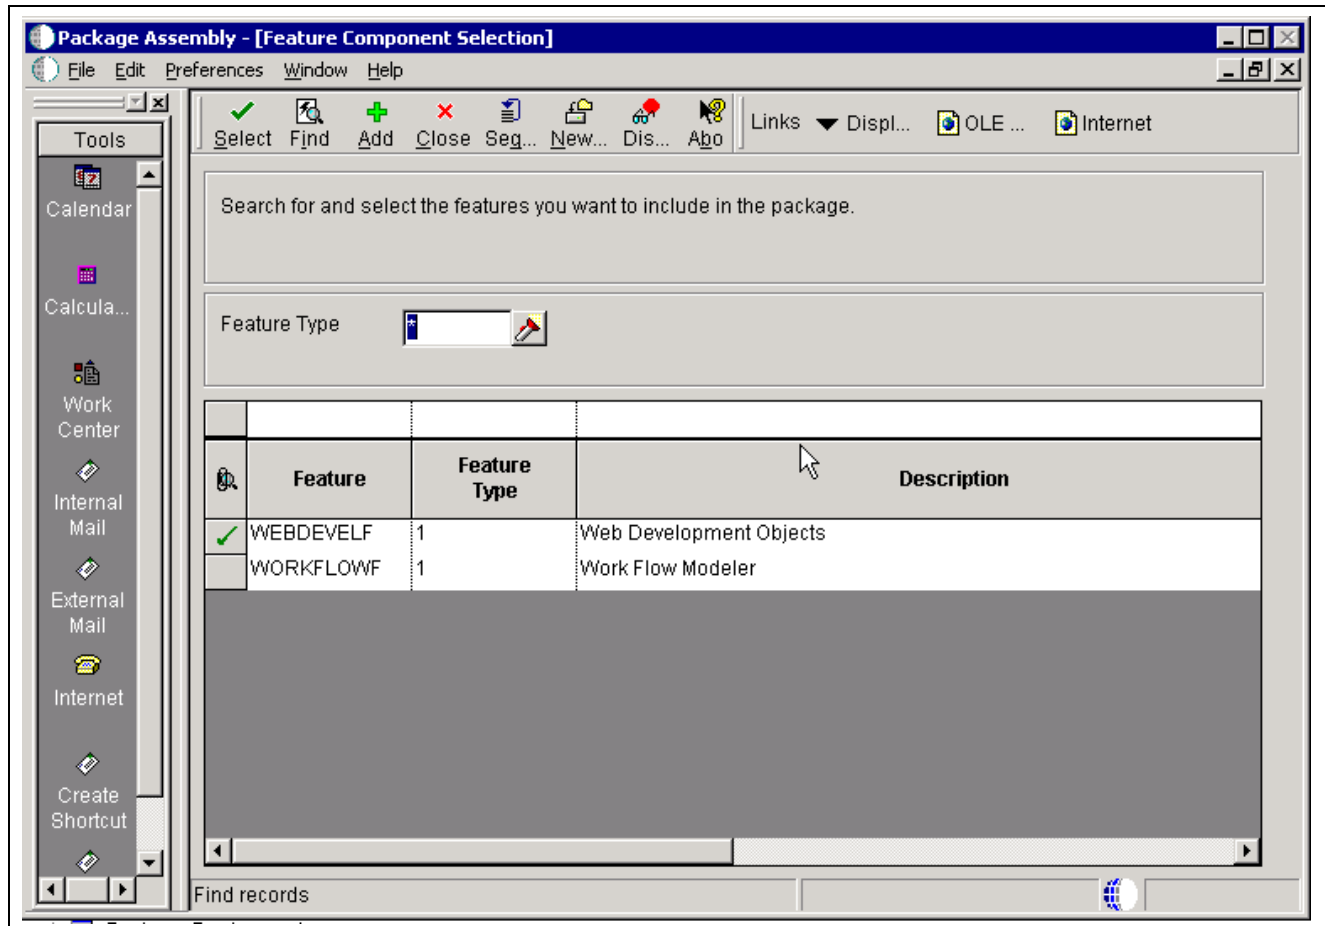 Package Assembly - [Feature Component Selection]
File Edit Preferences Window Help
Tools
Calendar
Calcula...
Work
Center
Internal
Mail
External
Mail
Internet
Create
Shortcut
Select Find Add Close Seq... New... Dis... Abo
Links Displ... OLE ... Internet
Search for and select the features you want to include in the package.
Feature Type *
Feature Feature Type Description
WEBDEVELF 1 Web Development Objects
WORKFLOWF 1 Work Flow Modeler
Find records